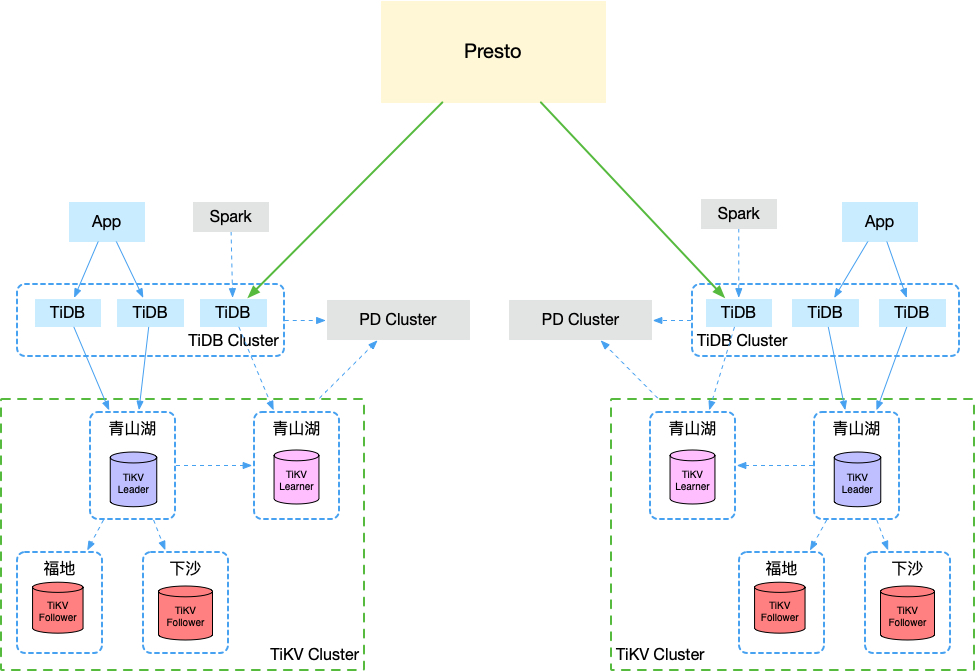 Presto
App
Spark
Spark
App
TiDB
TiDB
TiDB
TiDB Cluster
PD Cluster
PD Cluster
TiDB
TiDB
TiDB
TiDB Cluster
青山湖
TiKV
Leader
青山湖
TiKV
Learner
青山湖
TiKV
Learner
青山湖
TiKV
Leader
福地
TiKV
Follower
下沙
TiKV
Follower
TiKV Cluster
福地
TiKV
Follower
下沙
TiKV
Follower
TiKV Cluster